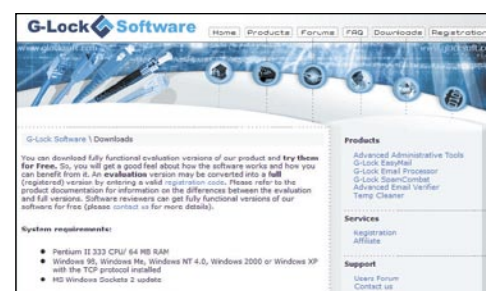 G-Lock Software
Home Products Forums FAQ Downloads Registration
G-Lock Software \ Downloads
You can download fully functional evaluation versions of our product and try them
for Free. So, you will get a good feel about how the software works and how you
can benefit from it. An evaluation version may be converted into a full
(registered) version by entering a valid registration code. Please refer to the
product documentation for information on the differences between the evaluation
and full versions. Software reviewers can get fully functional versions of our
software for free (please contact us for more details).
System requirements:
Pentium II 333 CPU/ 64 MB RAM
Windows 98, Windows Me, Windows NT 4.0, Windows 2000 or Windows XP
with the TCP protocol installed
MS Windows Sockets 2 update
Products
Advanced Administrative Tools
G-Lock EasyMail
G-Lock Email Processor
G-Lock SpamCombat
Advanced Email Verifier
Temp Cleaner
Services
Registration
Affiliate
Support
Users Forum
Contact us